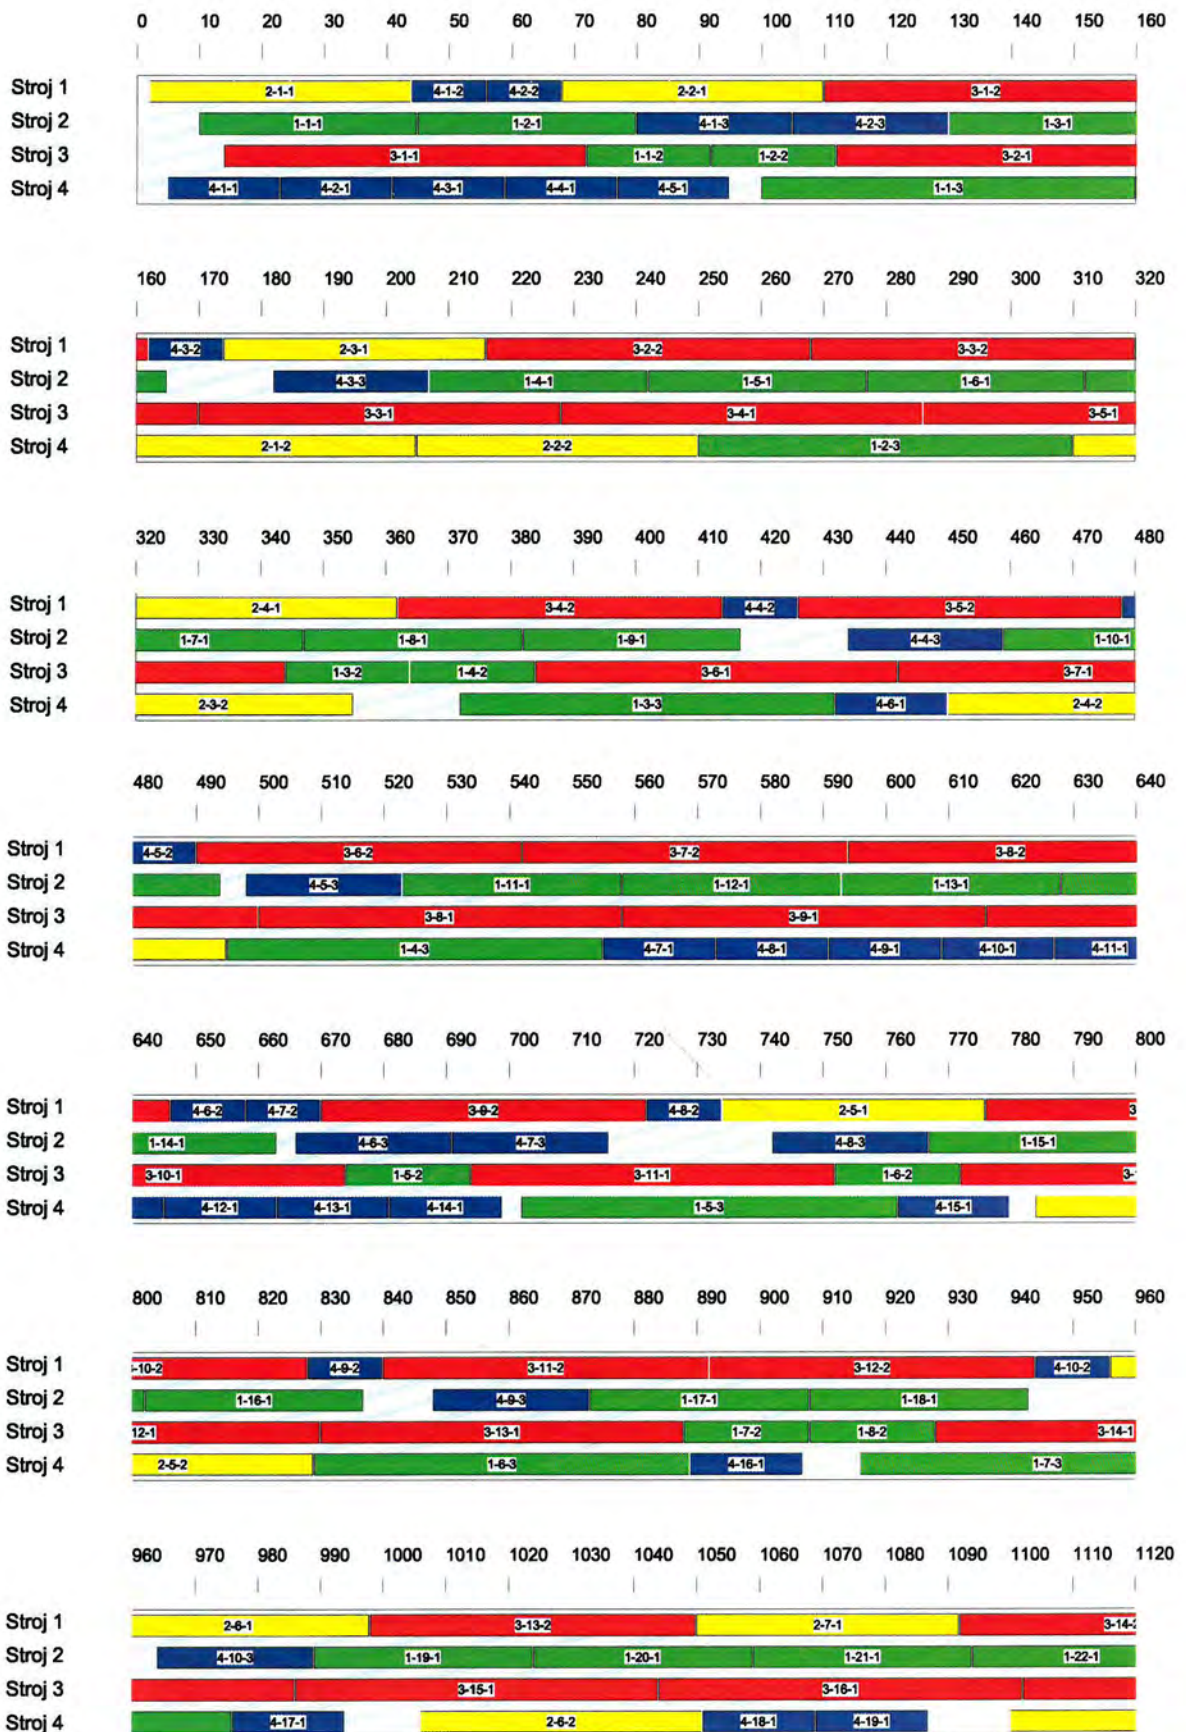 0 10 20 30 40 50 60 70 80 90 100 110 120 130 140 150 160
Stroj 1 2-1-1 4-1-2 4-2-2 2-2-1 3-1-2
Stroj 2 1-1-1 1-2-1 4-1-3 4-2-3 1-3-1
Stroj 3 3-1-1 1-1-2 1-2-2 3-2-1
Stroj 4 4-1-1 4-2-1 4-3-1 4-4-1 4-5-1 1-1-3
160 170 180 190 200 210 220 230 240 250 260 270 280 290 300 310 320
Stroj 1 4-3-2 2-3-1 3-2-2 3-3-2
Stroj 2 4-3-3 1-4-1 1-5-1 1-6-1
Stroj 3 3-3-1 3-4-1 3-5-1
Stroj 4 2-1-2 2-2-2 1-2-3
320 330 340 350 360 370 380 390 400 410 420 430 440 450 460 470 480
Stroj 1 2-4-1 3-4-2 4-4-2 3-5-2
Stroj 2 1-7-1 1-8-1 1-9-1 4-4-3 1-10-1
Stroj 3 1-3-2 1-4-2 3-6-1 3-7-1
Stroj 4 2-3-2 1-3-3 4-6-1 2-4-2
480 490 500 510 520 530 540 550 560 570 580 590 600 610 620 630 640
Stroj 1 4-5-2 3-6-2 3-7-2 3-8-2
Stroj 2 4-5-3 1-11-1 1-12-1 1-13-1
Stroj 3 3-8-1 3-9-1
Stroj 4 1-4-3 4-7-1 4-8-1 4-9-1 4-10-1 4-11-1
640 650 660 670 680 690 700 710 720 730 740 750 760 770 780 790 800
Stroj 1 4-6-2 4-7-2 3-9-2 4-8-2 2-5-1 3
Stroj 2 1-14-1 4-6-3 4-7-3 4-8-3 1-15-1
Stroj 3 3-10-1 1-5-2 3-11-1 1-6-2 3-
Stroj 4 4-12-1 4-13-1 4-14-1 1-5-3 4-15-1
800 810 820 830 840 850 860 870 880 890 900 910 920 930 940 950 960
Stroj 1 -10-2 4-9-2 3-11-2 3-12-2 4-10-2
Stroj 2 1-16-1 4-9-3 1-17-1 1-18-1
Stroj 3 12-1 3-13-1 1-7-2 1-8-2 3-14-1
Stroj 4 2-5-2 1-6-3 4-16-1 1-7-3
960 970 980 990 1000 1010 1020 1030 1040 1050 1060 1070 1080 1090 1100 1110 1120
Stroj 1 2-6-1 3-13-2 2-7-1 3-14-2
Stroj 2 4-10-3 1-19-1 1-20-1 1-21-1 1-22-1
Stroj 3 3-15-1 3-16-1
Stroj 4 4-17-1 2-6-2 4-18-1 4-19-1